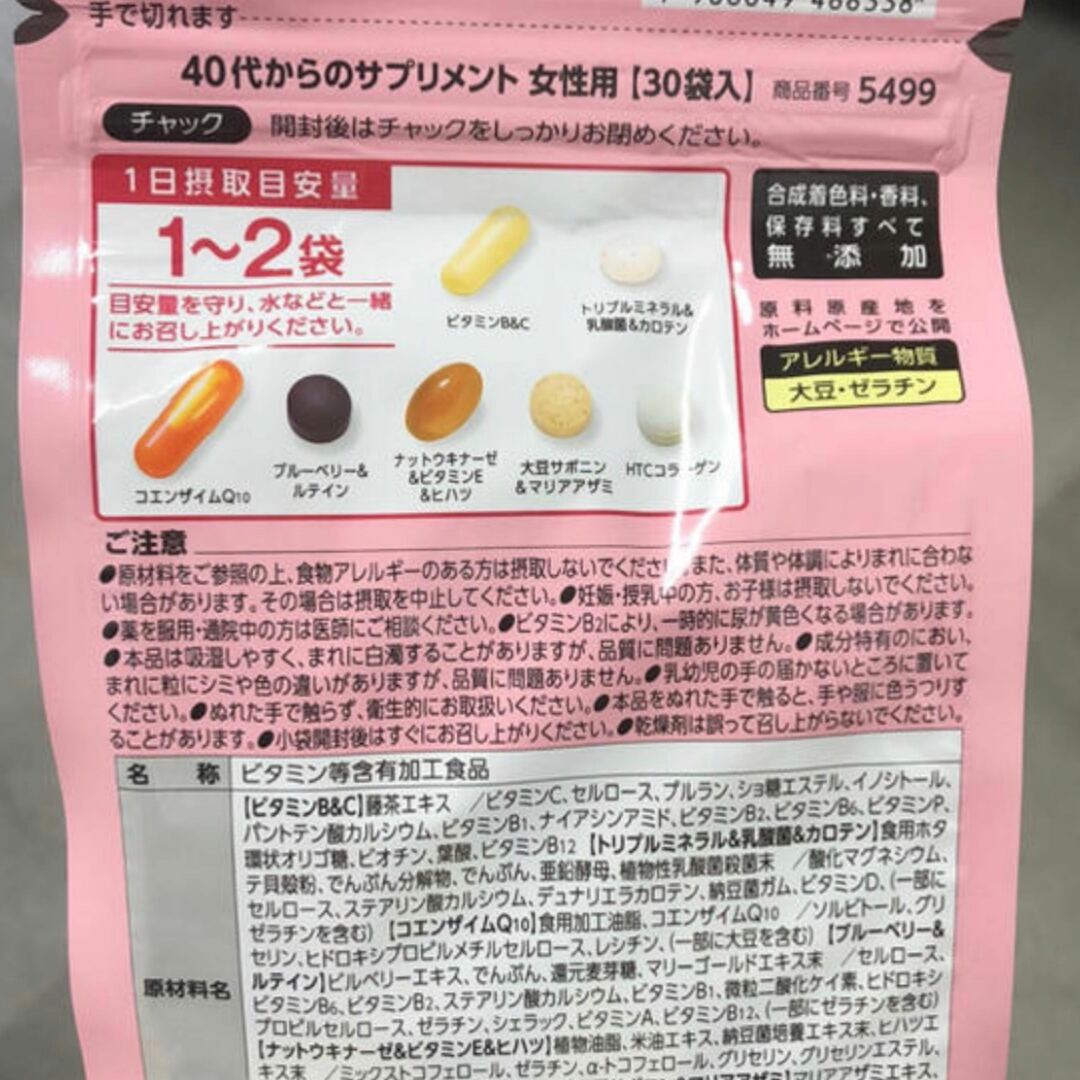 手で切れます
40代からのサプリメント 女性用【30袋入】 商品番号 5499
チャック 開封後はチャックをしっかりお閉めください。
1日摂取目安量
1〜2袋
目安量を守り、水などと一緒
にお召し上がりください。
ビタミンB&C
トリプルミネラル&
乳酸菌&カロテン
コエンザイムQ10
ブルーベリー&
ルテイン
ナットウキナーゼ
&ビタミンE
&ヒハツ
大豆サポニン
&マリアアザミ
HTCコラーゲン
合成着色料・香料、
保存料すべて
無・添加
原料原産地を
ホームページで公開
アレルギー物質
大豆・ゼラチン
ご注意
●原材料をご参照の上、食物アレルギーのある方は摂取しないでください。また、体質や体調によりまれに合わな
い場合があります。その場合は摂取を中止してください。●妊娠・授乳中の方、お子様は摂取しないでください。
●薬を服用・通院中の方は医師にご相談ください。●ビタミンB2により、一時的に尿が黄色くなる場合があります。
●本品は吸湿しやすく、まれに白濁することがありますが、品質に問題ありません。●成分特有のにおい、
まれに粒にシミや色の違いがありますが、品質に問題ありません。●乳幼児の手の届かないところに置いて
ください。●ぬれた手で触らず、衛生的にお取扱いください。●本品をぬれた手で触ると、手や服に色うつりす
ることがあります。●小袋開封後はすぐにお召し上がりください。●乾燥剤は誤って召し上がらないでください。
名 称 ビタミン等含有加工食品
原材料名
【ビタミンB&C】藤茶エキス ／ビタミンC、セルロース、プルラン、ショ糖エステル、イノシトール、
パントテン酸カルシウム、ビタミンB1、ナイアシンアミド、ビタミンB2、ビタミンB6、ビタミンP、
環状オリゴ糖、ビオチン、葉酸、ビタミンB12【トリプルミネラル&乳酸菌&カロテン】食用ホタ
テ貝殻粉、でんぷん分解物、でんぷん、亜鉛酵母、植物性乳酸菌殺菌末 ／酸化マグネシウム、
セルロース、ステアリン酸カルシウム、デュナリエラカロテン、納豆菌ガム、ビタミンD、（一部に
ゼラチンを含む）【コエンザイムQ10】食用加工油脂、コエンザイムQ10 ／ソルビトール、グリ
セリン、ヒドロキシプロピルメチルセルロース、レシチン、（一部に大豆を含む）【ブルーベリー&
ルテイン】ビルベリーエキス、でんぷん、還元麦芽糖、マリーゴールドエキス末 ／セルロース、
ビタミンB6、ビタミンB2、ステアリン酸カルシウム、ビタミンB1、微粒二酸化ケイ素、ヒドロキシ
プロピルセルロース、ゼラチン、シェラック、ビタミンA、ビタミンB12、（一部にゼラチンを含む）
【ナットウキナーゼ&ビタミンE&ヒハツ】植物油脂、米油エキス、納豆菌培養エキス末、ヒハツエ
キス末 ／ミックストコフェロール、ゼラチン、α-トコフェロール、グリセリン、グリセリンエステル、
&マリアアザミ】マリアアザミエキス、